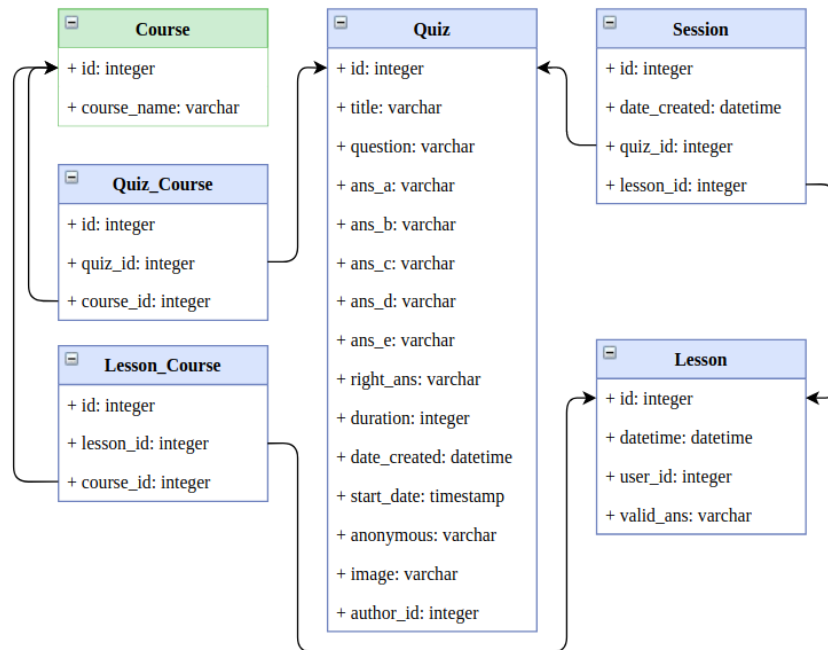 Course
+ id: integer
+ course_name: varchar
Quiz_Course
+ id: integer
+ quiz_id: integer
+ course_id: integer
Lesson_Course
+ id: integer
+ lesson_id: integer
+ course_id: integer
Quiz
+ id: integer
+ title: varchar
+ question: varchar
+ ans_a: varchar
+ ans_b: varchar
+ ans_c: varchar
+ ans_d: varchar
+ ans_e: varchar
+ right_ans: varchar
+ duration: integer
+ date_created: datetime
+ start_date: timestamp
+ anonymous: varchar
+ image: varchar
+ author_id: integer
Session
+ id: integer
+ date_created: datetime
+ quiz_id: integer
+ lesson_id: integer
Lesson
+ id: integer
+ datetime: datetime
+ user_id: integer
+ valid_ans: varchar